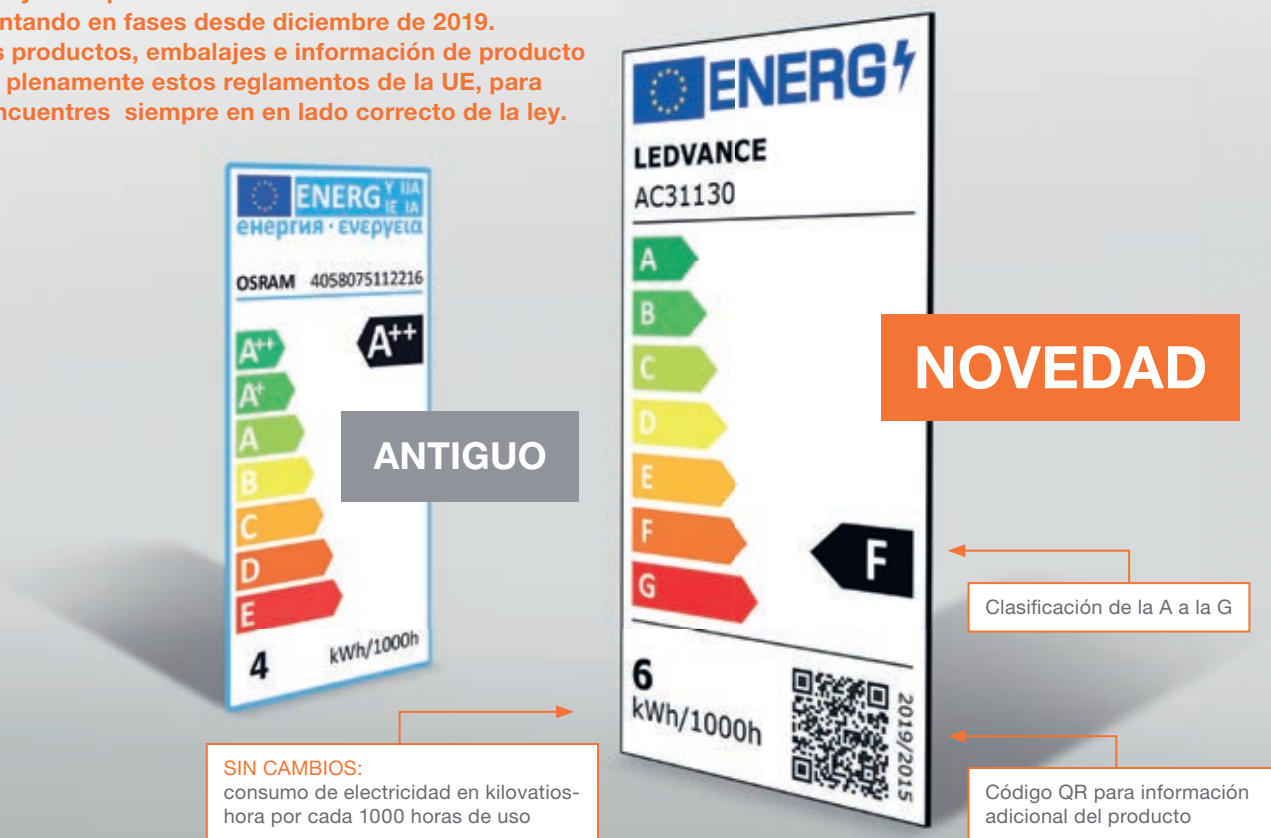 ntando en fases desde diciembre de 2019.
s productos, embalajes e información de producto
plenamente estos reglamentos de la UE, para
ncuentres siempre en en lado correcto de la ley.
ENERG Y IJA
IE IA
енергия · ενεργεια
OSRAM 4058075112216
A++
A++
A+
A
B
C
D
E
4 kWh/1000h
ANTIGUO
ENERG
LEDVANCE
AC31130
A
B
C
D
E
F
F
G
6
kWh/1000h
2019/2015
NOVEDAD
Clasificación de la A a la G
SIN CAMBIOS:
consumo de electricidad en kilovatios-
hora por cada 1000 horas de uso
Código QR para información
adicional del producto